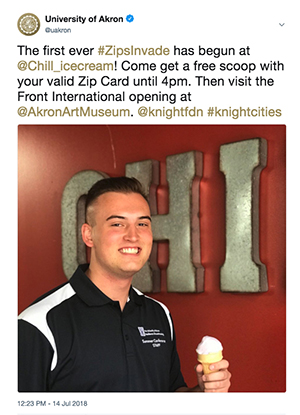 University of Akron
@uakron
The first ever #ZipsInvade has begun at
@Chill_icecream! Come get a free scoop with
your valid Zip Card until 4pm. Then visit the
Front International opening at
@AkronArtMuseum. @knightfdn #knightcities
CHI
12:23 PM - 14 Jul 2018